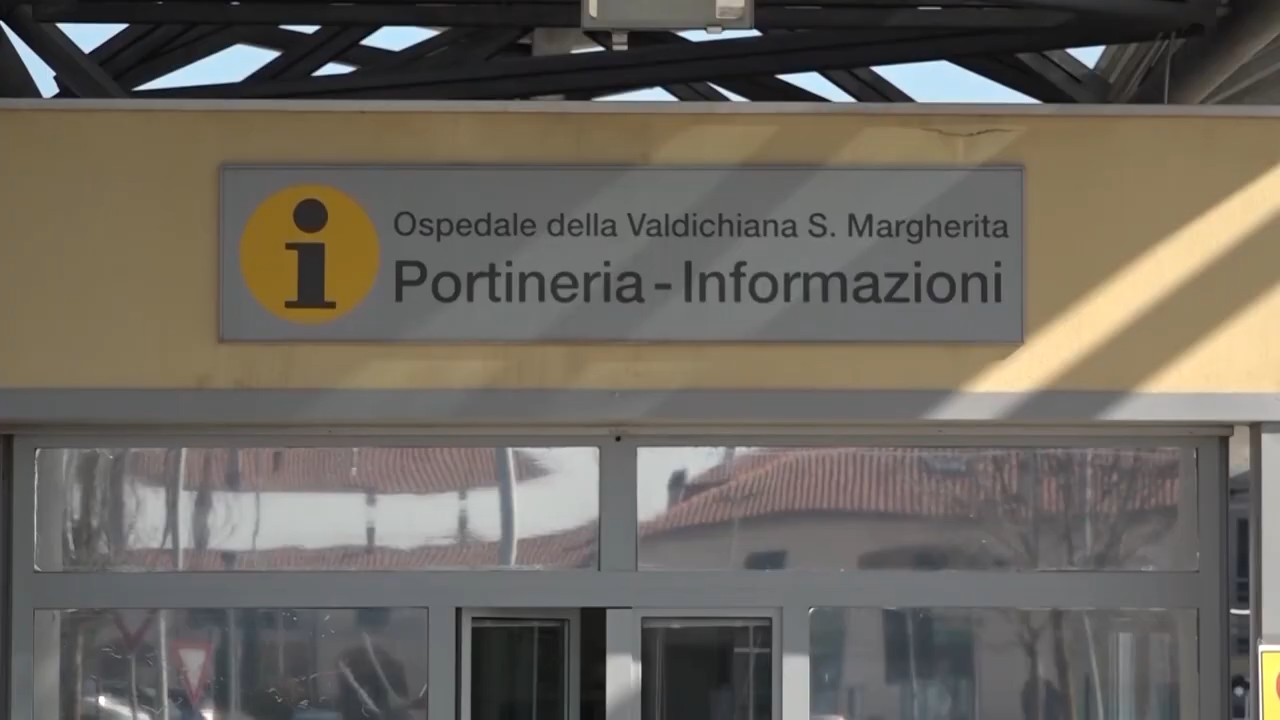 i
Ospedale della Valdichiana S. Margherita
Portineria - Informazioni